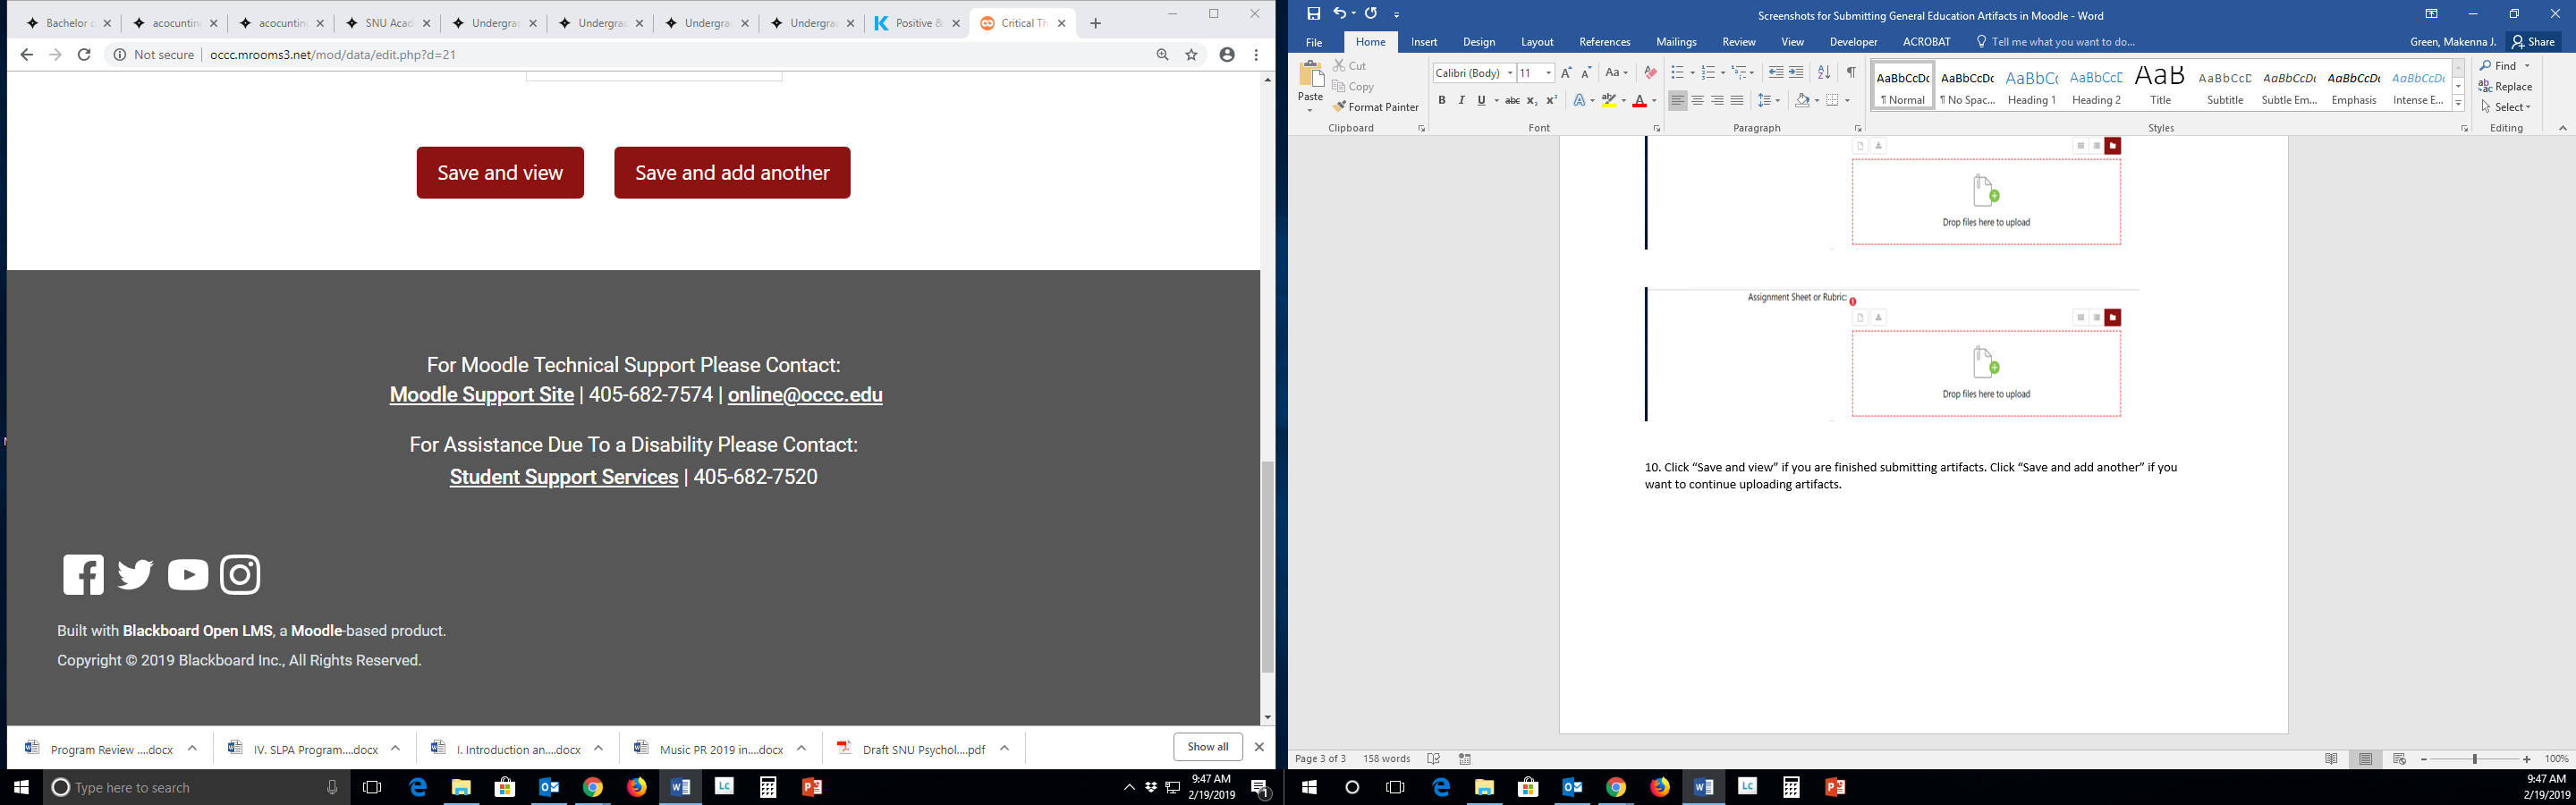 Bachelor o
acocuntin
acocuntin
SNU Acad
Undergra
Undergra
Undergra
Undergra
Positive &
Critical Th
Not secure | occc.mrooms3.net/mod/data/edit.php?d=21
Save and view
Save and add another
For Moodle Technical Support Please Contact:
Moodle Support Site | 405-682-7574 | online@occc.edu
For Assistance Due To a Disability Please Contact:
Student Support Services | 405-682-7520
Built with Blackboard Open LMS, a Moodle-based product.
Copyright © 2019 Blackboard Inc., All Rights Reserved.
Program Review ....docx
IV. SLPA Program....docx
I. Introduction an....docx
Music PR 2019 in....docx
Draft SNU Psychol....pdf
Show all
Type here to search
9:47 AM
2/19/2019
Screenshots for Submitting General Education Artifacts in Moodle - Word
File Home Insert Design Layout References Mailings Review View Developer ACROBAT Tell me what you want to do...
Green, Makenna J. Share
Paste
Cut
Copy
Format Painter
Clipboard
Calibri (Body) 11
Font
Paragraph
AaBbCcDc AaBbCcDc AaBbCc AaBbCcE AaB AaBbCcE AaBbCcDc AaBbCcDc AaBbCcDc
¶ Normal ¶ No Spac... Heading 1 Heading 2 Title Subtitle Subtle Em... Emphasis Intense E...
Styles
Find
Replace
Select
Editing
Drop files here to upload
Assignment Sheet or Rubric:
Drop files here to upload
10. Click “Save and view” if you are finished submitting artifacts. Click “Save and add another” if you
want to continue uploading artifacts.
Page 3 of 3 158 words
100%
9:47 AM
2/19/2019